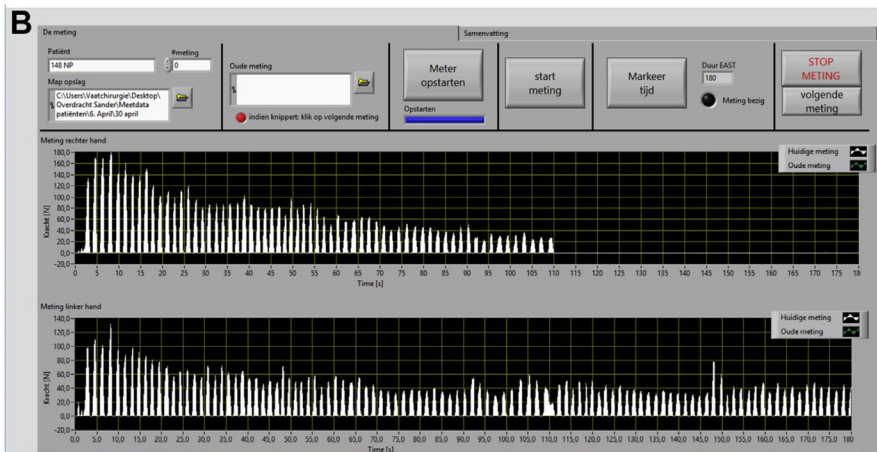 B
De meting
Samenvatting
Patiënt
148 NP
#meting
0
Map opslag
C:\Users\Vaatchirurgie\Desktop\
Overdracht Sander\Meetdata
patiënten\6. April\30 april
Oude meting
indien knippert: klik op volgende meting
Meter
opstarten
Opstarten
start
meting
Markeer
tijd
Duur EAST
180
Meting bezig
STOP
METING
volgende
meting
Meting rechter hand
Huidige meting
Oude meting
Kracht [N]
180,0
160,0
140,0
120,0
100,0
80,0
60,0
40,0
20,0
0,0
-20,0
0 5 10 15 20 25 30 35 40 45 50 55 60 65 70 75 80 85 90 95 100 105 110 115 120 125 130 135 140 145 150 155 160 165 170 175 180
Time [s]
Meting linker hand
Huidige meting
Oude meting
Kracht [N]
140,0
120,0
100,0
80,0
60,0
40,0
20,0
0,0
-20,0
0,0 5,0 10,0 15,0 20,0 25,0 30,0 35,0 40,0 45,0 50,0 55,0 60,0 65,0 70,0 75,0 80,0 85,0 90,0 95,0 100,0 105,0 110,0 115,0 120,0 125,0 130,0 135,0 140,0 145,0 150,0 155,0 160,0 165,0 170,0 175,0 180,0
Time [s]